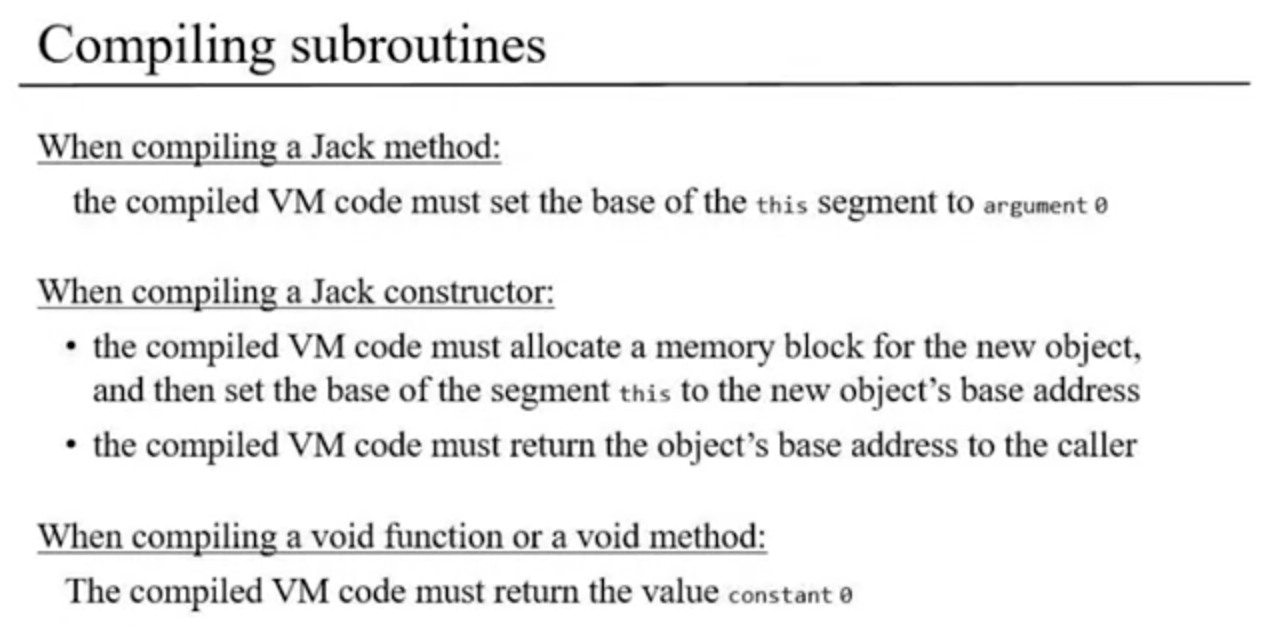 Compiling subroutines
When compiling a Jack method:
the compiled VM code must set the base of the this segment to argument 0
When compiling a Jack constructor:
• the compiled VM code must allocate a memory block for the new object,
and then set the base of the segment this to the new object’s base address
• the compiled VM code must return the object’s base address to the caller
When compiling a void function or a void method:
The compiled VM code must return the value constant 0